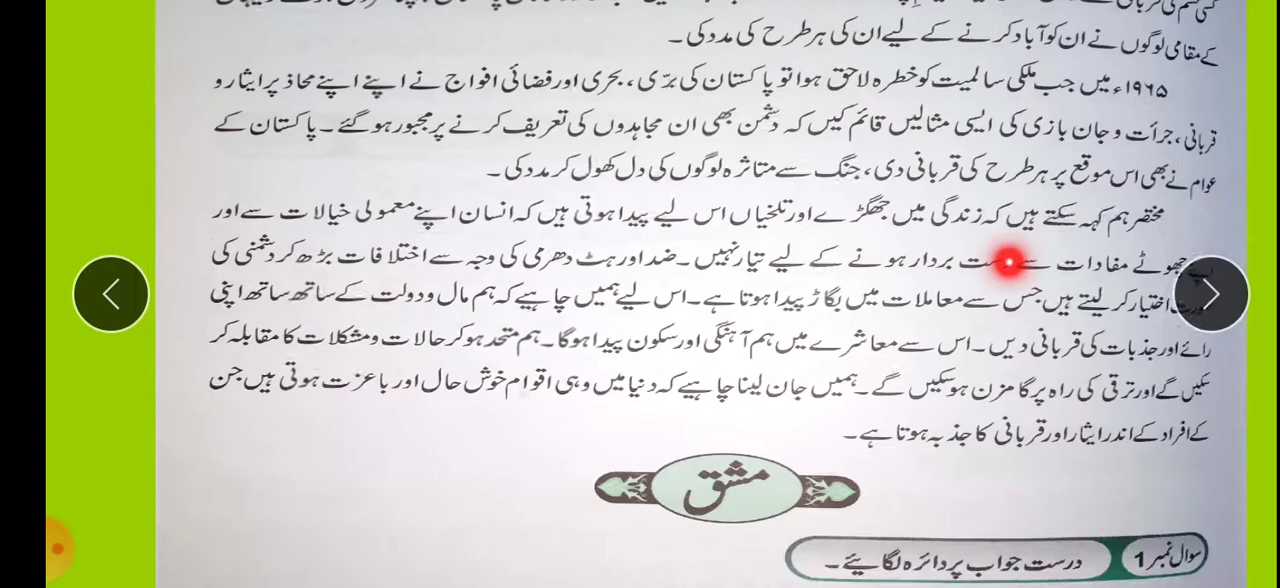 کے مقامی لوگوں نے ان کو آباد کرنے کے لیے ان کی ہر طرح کی مدد کی۔
۱۹۶۵ء میں جب ملکی سالمیت کو خطرہ لاحق ہوا تو پاکستان کی برّی، بحری اور فضائی افواج نے اپنے اپنے محاذ پر ایثار و
قربانی، جرأت و جان بازی کی ایسی مثالیں قائم کیں کہ دشمن بھی ان مجاہدوں کی تعریف کرنے پر مجبور ہو گئے۔ پاکستان کے
عوام نے بھی اس موقع پر ہر طرح کی قربانی دی، جنگ سے متاثرہ لوگوں کی دل کھول کر مدد کی۔
مختصر ہم کہہ سکتے ہیں کہ زندگی میں جھگڑے اور تلخیاں اس لیے پیدا ہوتی ہیں کہ انسان اپنے معمولی خیالات سے اور
چھوٹے مفادات سے بردار ہونے کے لیے تیار نہیں۔ ضد اور ہٹ دھرمی کی وجہ سے اختلافات بڑھ کر دشمنی کی
اختیار کر لیتے ہیں جس سے معاملات میں بگاڑ پیدا ہوتا ہے۔ اس لیے ہمیں چاہیے کہ ہم مال و دولت کے ساتھ ساتھ اپنی
رائے اور جذبات کی قربانی دیں۔ اس سے معاشرے میں ہم آہنگی اور سکون پیدا ہوگا۔ ہم متحد ہو کر حالات و مشکلات کا مقابلہ کر
سکیں گے اور ترقی کی راہ پر گامزن ہو سکیں گے۔ ہمیں جان لینا چاہیے کہ دنیا میں وہی اقوام خوش حال اور باعزت ہوتی ہیں جن
کے افراد کے اندر ایثار اور قربانی کا جذبہ ہوتا ہے۔
مشق
سوال نمبر 1 درست جواب پر دائرہ لگائیے۔